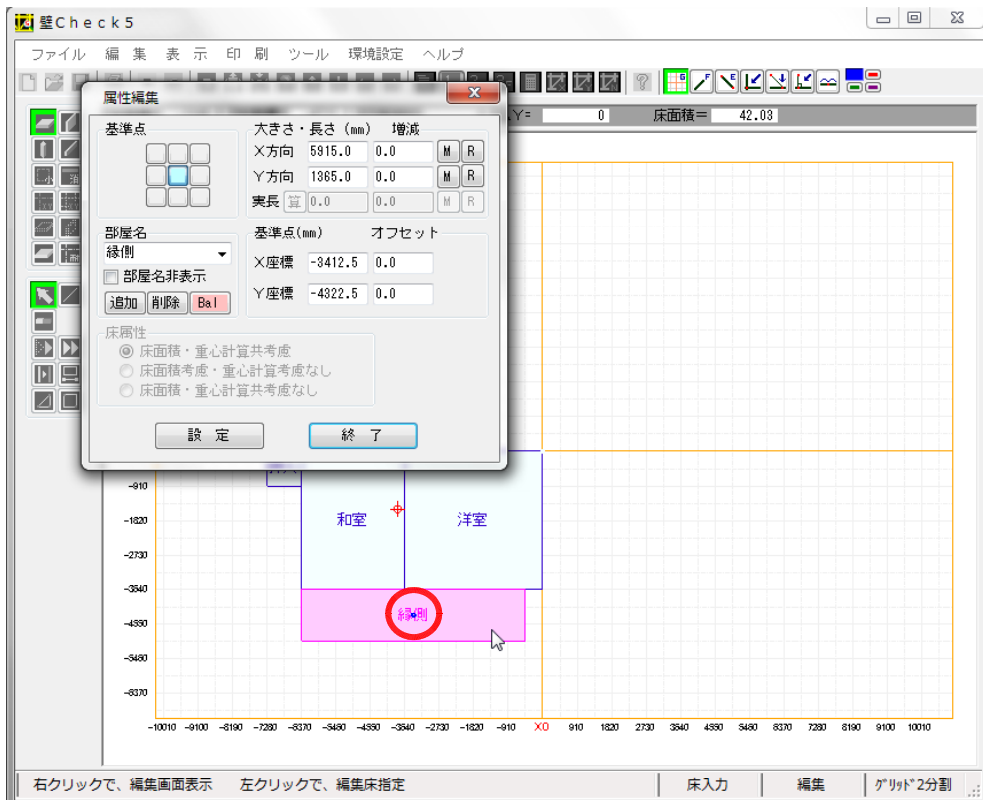 壁Check5
ファイル 編 集 表 示 印 刷 ツール 環境設定 ヘルプ
属性編集
Y= 0 床面積= 42.03
基準点
大きさ・長さ (mm) 増減
X方向 5915.0 0.0 M R
Y方向 1365.0 0.0 M R
実長 算 0.0 0.0 M R
部屋名
縁側
部屋名非表示
追加 削除 Bal
基準点(mm) オフセット
X座標 -3412.5 0.0
Y座標 -4322.5 0.0
床属性
床面積・重心計算共考慮
床面積考慮・重心計算考慮なし
床面積・重心計算共考慮なし
設 定 終 了
-910
-1820
和室 洋室
-2730
-3640
縁側
-4550
-5460
-6370
-10010 -9100 -8190 -7280 -6370 -5460 -4550 -3640 -2730 -1820 -910 X0 910 1820 2730 3640 4550 5460 6370 7280 8190 9100 10010
右クリックで、編集画面表示 左クリックで、編集床指定 床入力 編集 グリッド2分割